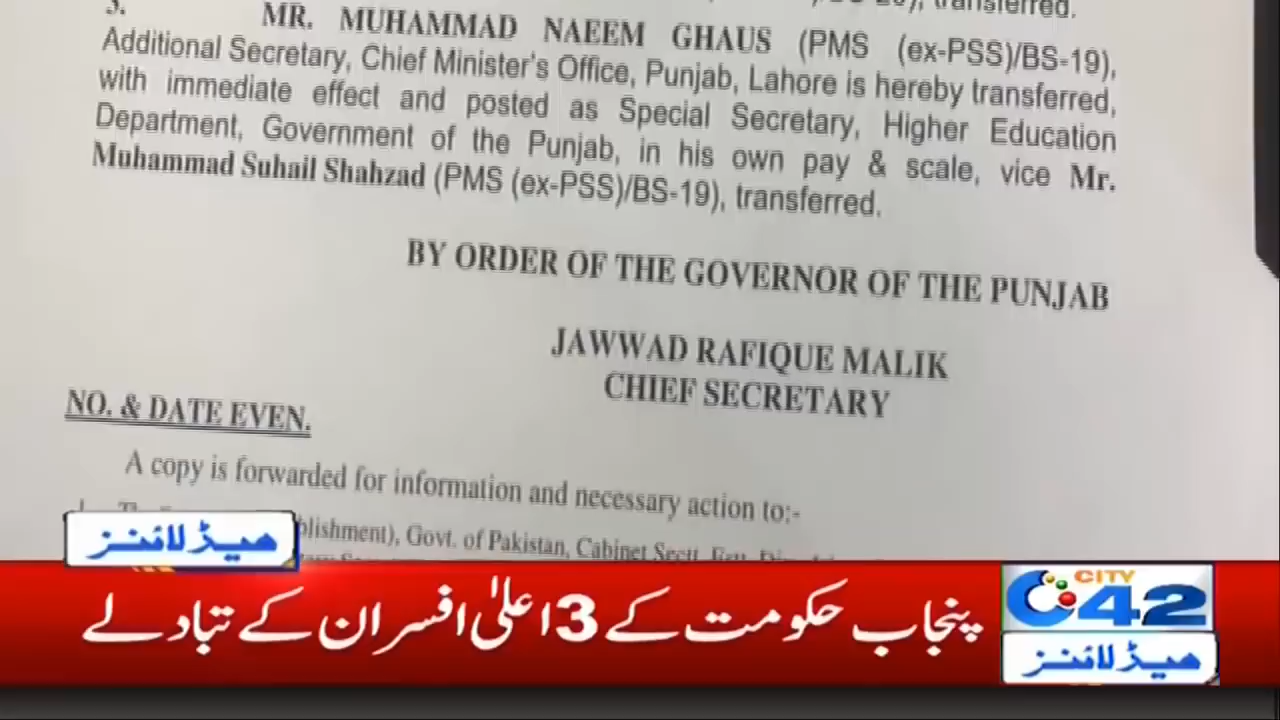 3. MR. MUHAMMAD NAEEM GHAUS (PMS (ex-PSS)/BS-19),
Additional Secretary, Chief Minister's Office, Punjab, Lahore is hereby transferred,
with immediate effect and posted as Special Secretary, Higher Education
Department, Government of the Punjab, in his own pay & scale, vice Mr.
Muhammad Suhail Shahzad (PMS (ex-PSS)/BS-19), transferred.
BY ORDER OF THE GOVERNOR OF THE PUNJAB
JAWWAD RAFIQUE MALIK
CHIEF SECRETARY
NO. & DATE EVEN.
A copy is forwarded for information and necessary action to:-
Govt. of Pakistan, Cabinet Sectt.
ہیڈلائنز
پنجاب حکومت کے 3 اعلیٰ افسران کے تبادلے
CITY
42
ہیڈلائنز